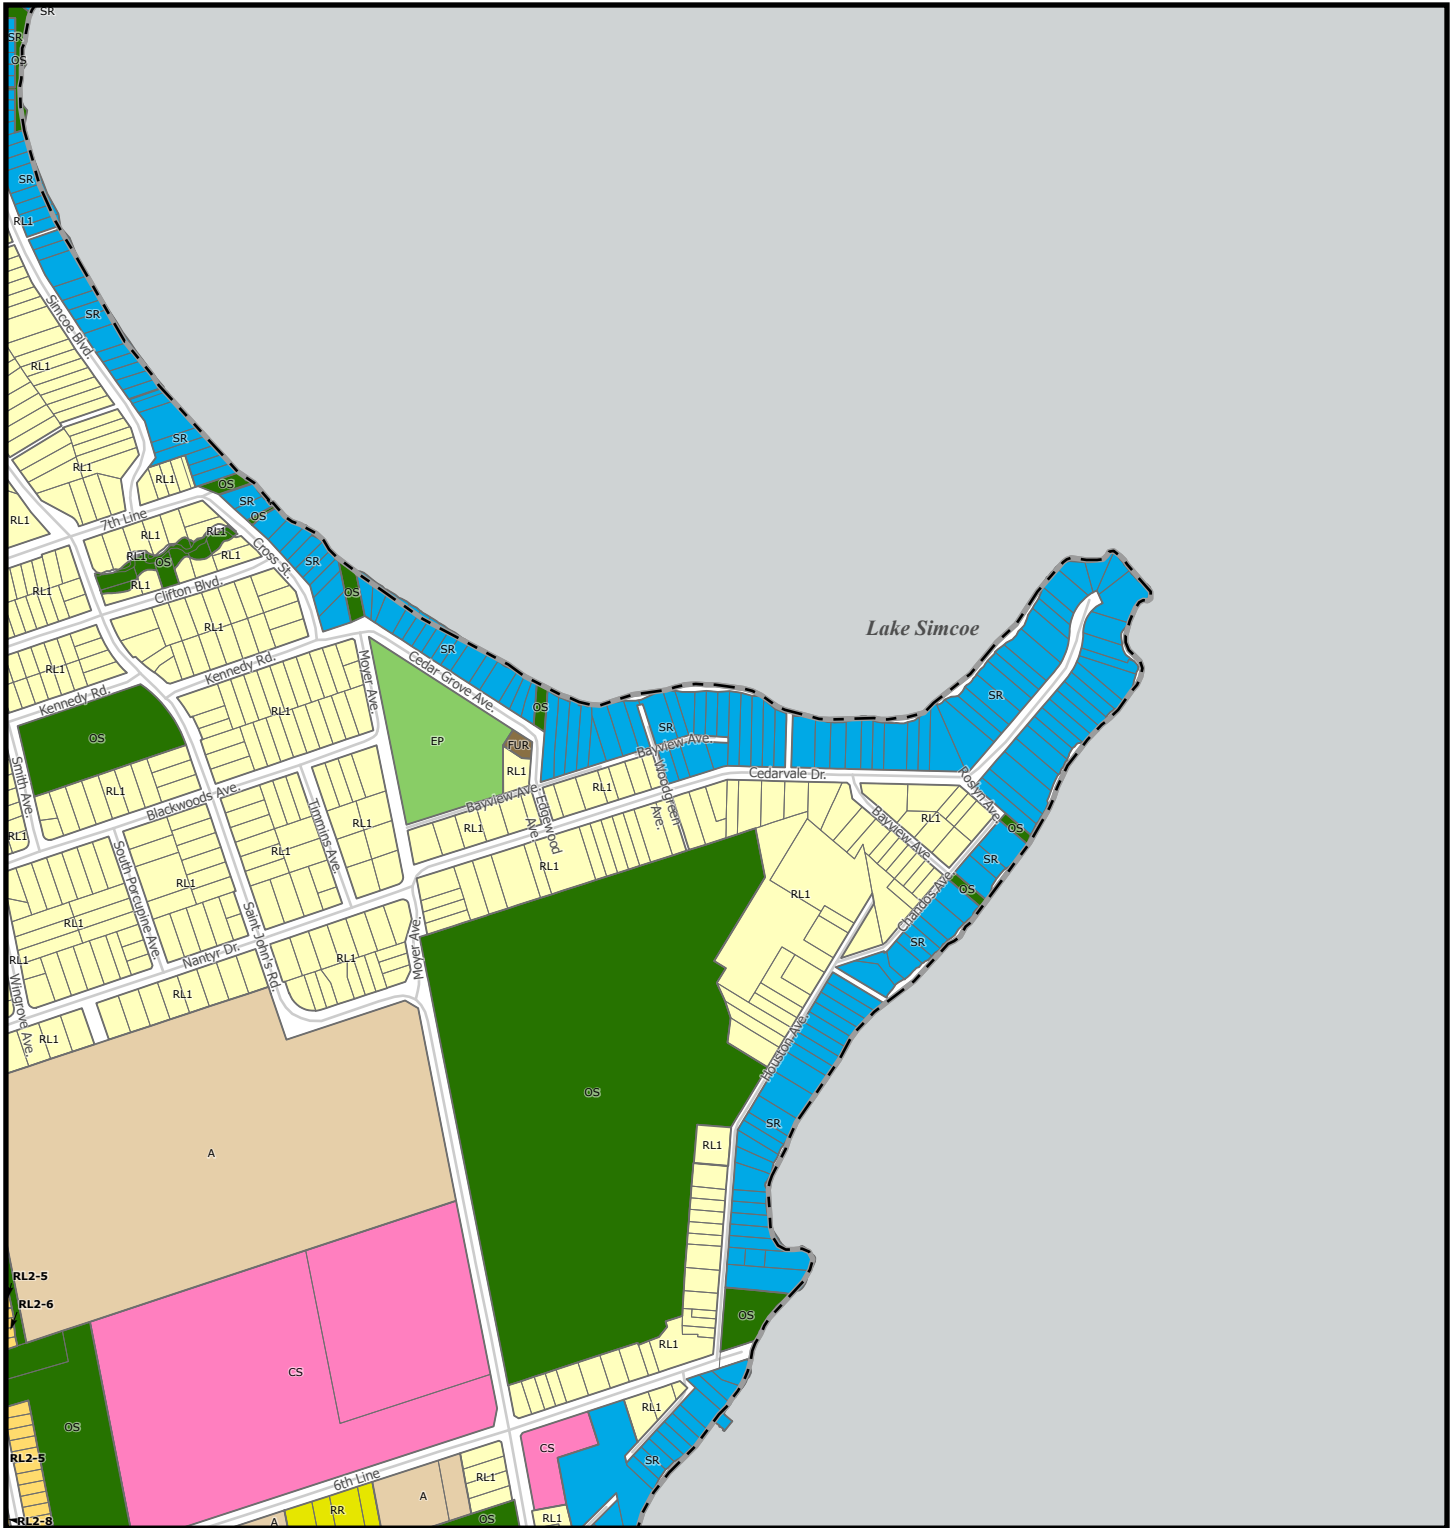 SR
SR
OS
SR
RL1
Simcoe Blvd.
SR
RL1
SR
RL1
RL1
OS
SR
OS
RL1
7th Line
RL1
RL1
Cross St.
RL1
RL1
OS
SR
RL1
RL1
Clifton Blvd.
OS
RL1
Lake Simcoe
SR
RL1
Kennedy Rd.
Moyer Ave.
Cedar Grove Ave.
SR
Kennedy Rd.
RL1
OS
SR
OS
EP
FUR
Bayview Ave.
RL1
Cedarvale Dr.
Roslyn Ave.
Smith Ave.
RL1
Blackwoods Ave.
Bayview Ave.
RL1
Woodgreen
Ave.
Edgewood
Ave.
RL1
Timmins Ave.
RL1
RL1
Bayview Ave.
RL1
OS
RL1
South Porcupine Ave.
RL1
RL1
SR
RL1
RL1
OS
RL1
Chandos Ave.
RL1
Saint John's Rd.
SR
Moyer Ave.
Nantyr Dr.
RL1
RL1
RL1
Wingrove Ave.
RL1
Houston Ave.
OS
SR
RL1
A
RL2-5
RL2-6
OS
RL1
CS
RL1
OS
CS
RL2-5
SR
6th Line
RL1
A
RR
RL2-8
A
OS
RL1